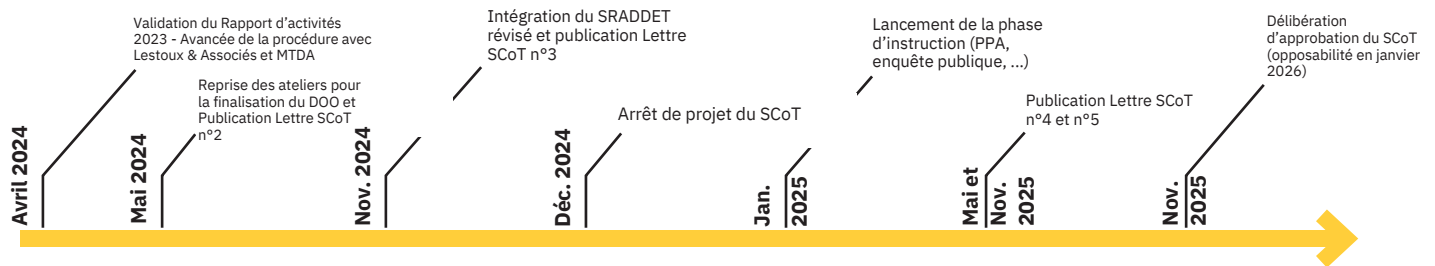 Validation du Rapport d’activités
2023 - Avancée de la procédure avec
Lestoux & Associés et MTDA
Avril 2024
Reprise des ateliers pour
la finalisation du DOO et
Publication Lettre SCoT
n°2
Mai 2024
Intégration du SRADDET
révisé et publication Lettre
SCoT n°3
Nov. 2024
Arrêt de projet du SCoT
Déc. 2024
Lancement de la phase
d’instruction (PPA,
enquête publique, ...)
Jan.
2025
Publication Lettre SCoT
n°4 et n°5
Mai et
Nov.
2025
Délibération
d’approbation du SCoT
(opposabilité en janvier
2026)
Nov.
2025